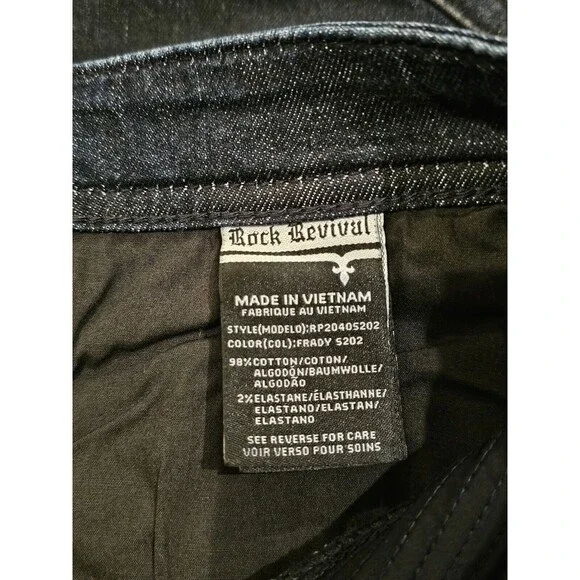 Rock Revival
MADE IN VIETNAM
FABRIQUE AU VIETNAM
STYLE(MODELO):RP2040S202
COLOR(COL):FRADY S202
98%COTTON/COTON/
ALGODÓN/BAUMWOLLE/
ALGODÃO
2%ELASTANE/ÉLASTHANNE/
ELASTANO/ELASTAN/
ELASTANO
SEE REVERSE FOR CARE
VOIR VERSO POUR SOINS